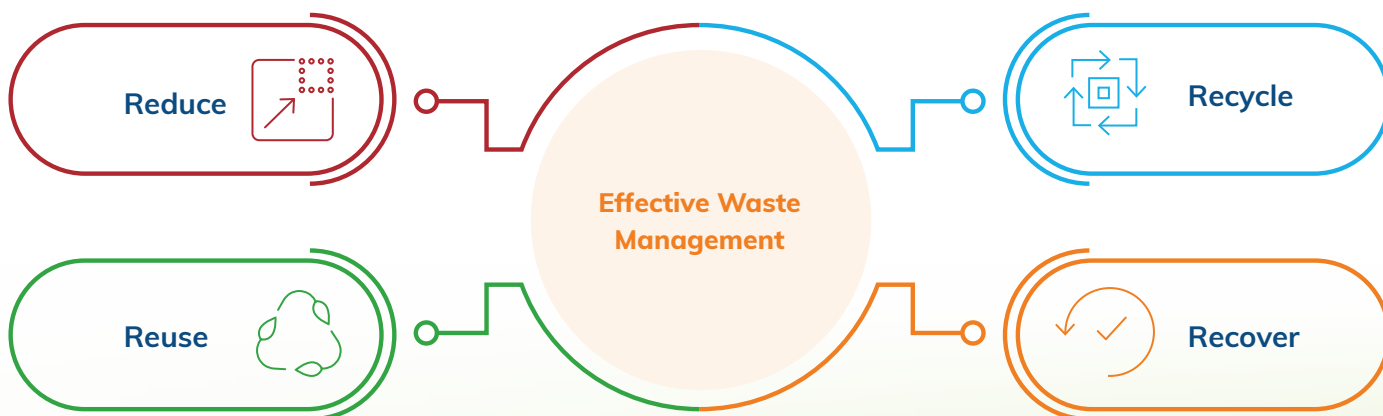 Reduce
Recycle
Effective Waste
Management
Reuse
Recover